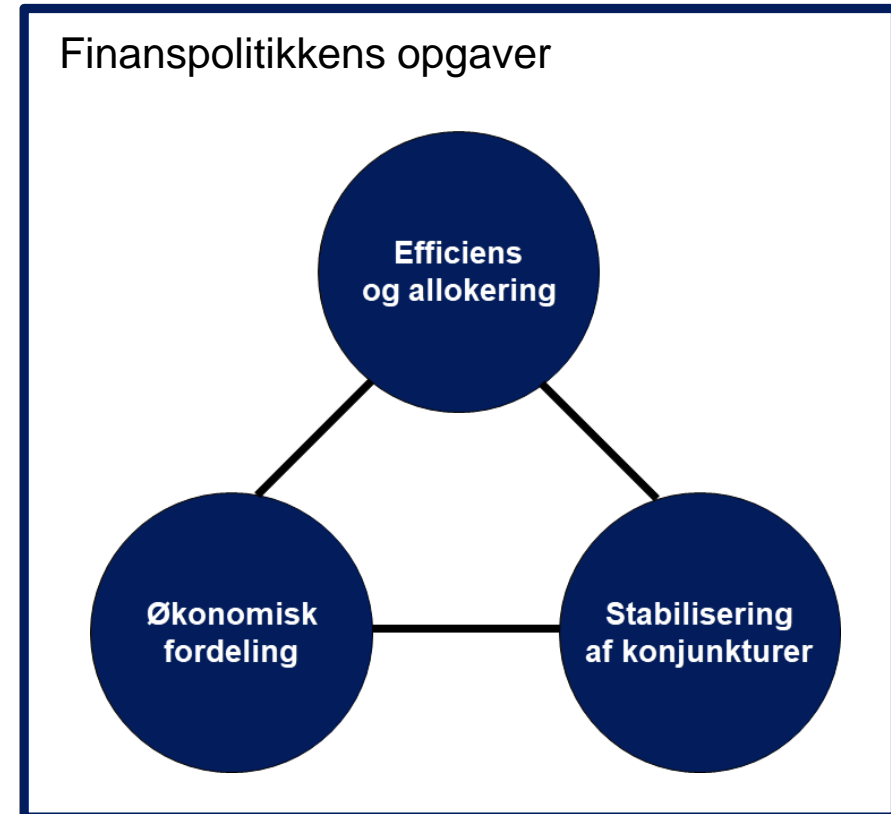 Finanspolitikkens opgaver
Efficiens
og allokering
Økonomisk
fordeling
Stabilisering
af konjunkturer